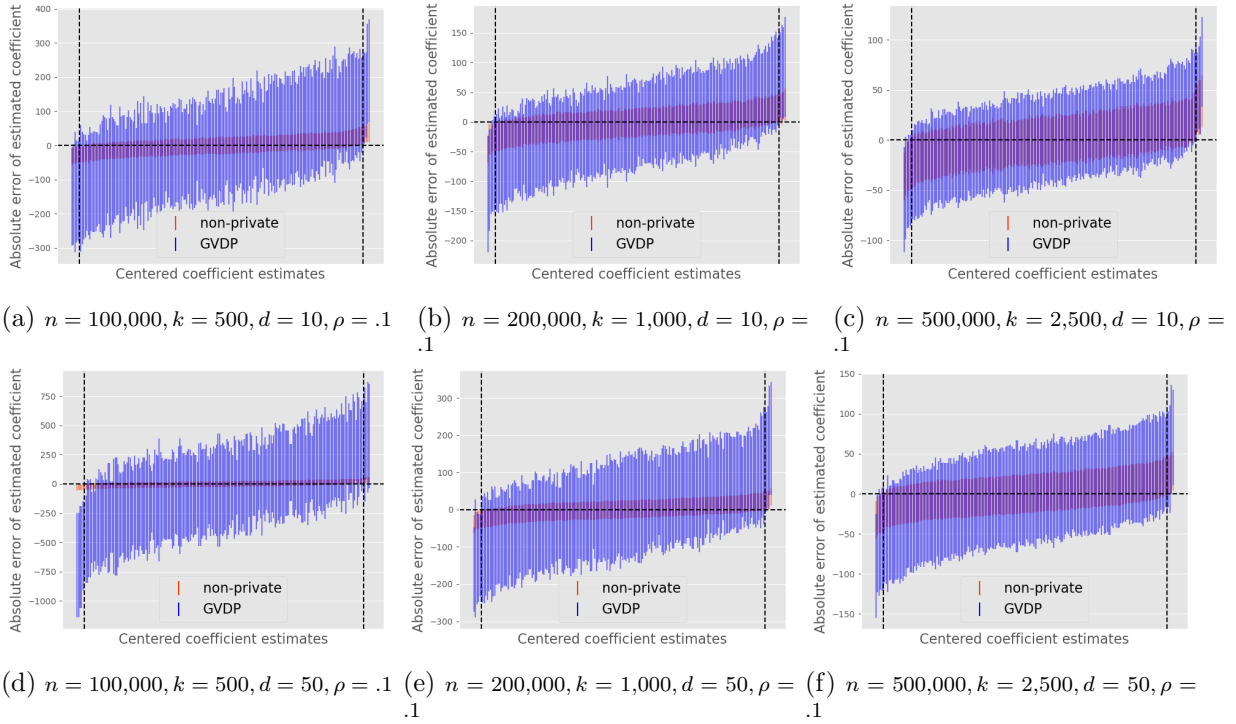 400
300
200
100
0
−100
−200
−300
Absolute error of estimated coefficient
non-private
GVDP
Centered coefficient estimates
150
100
50
0
−50
−100
−150
−200
Absolute error of estimated coefficient
non-private
GVDP
Centered coefficient estimates
100
50
0
−50
−100
Absolute error of estimated coefficient
non-private
GVDP
Centered coefficient estimates
(a) n = 100,000, k = 500, d = 10, ρ = .1
(b) n = 200,000, k = 1,000, d = 10, ρ =
.1
(c) n = 500,000, k = 2,500, d = 10, ρ =
.1
750
500
250
0
−250
−500
−750
−1000
Absolute error of estimated coefficient
non-private
GVDP
Centered coefficient estimates
300
200
100
0
−100
−200
−300
Absolute error of estimated coefficient
non-private
GVDP
Centered coefficient estimates
150
100
50
0
−50
−100
−150
Absolute error of estimated coefficient
non-private
GVDP
Centered coefficient estimates
(d) n = 100,000, k = 500, d = 50, ρ = .1
(e) n = 200,000, k = 1,000, d = 50, ρ =
.1
(f) n = 500,000, k = 2,500, d = 50, ρ =
.1